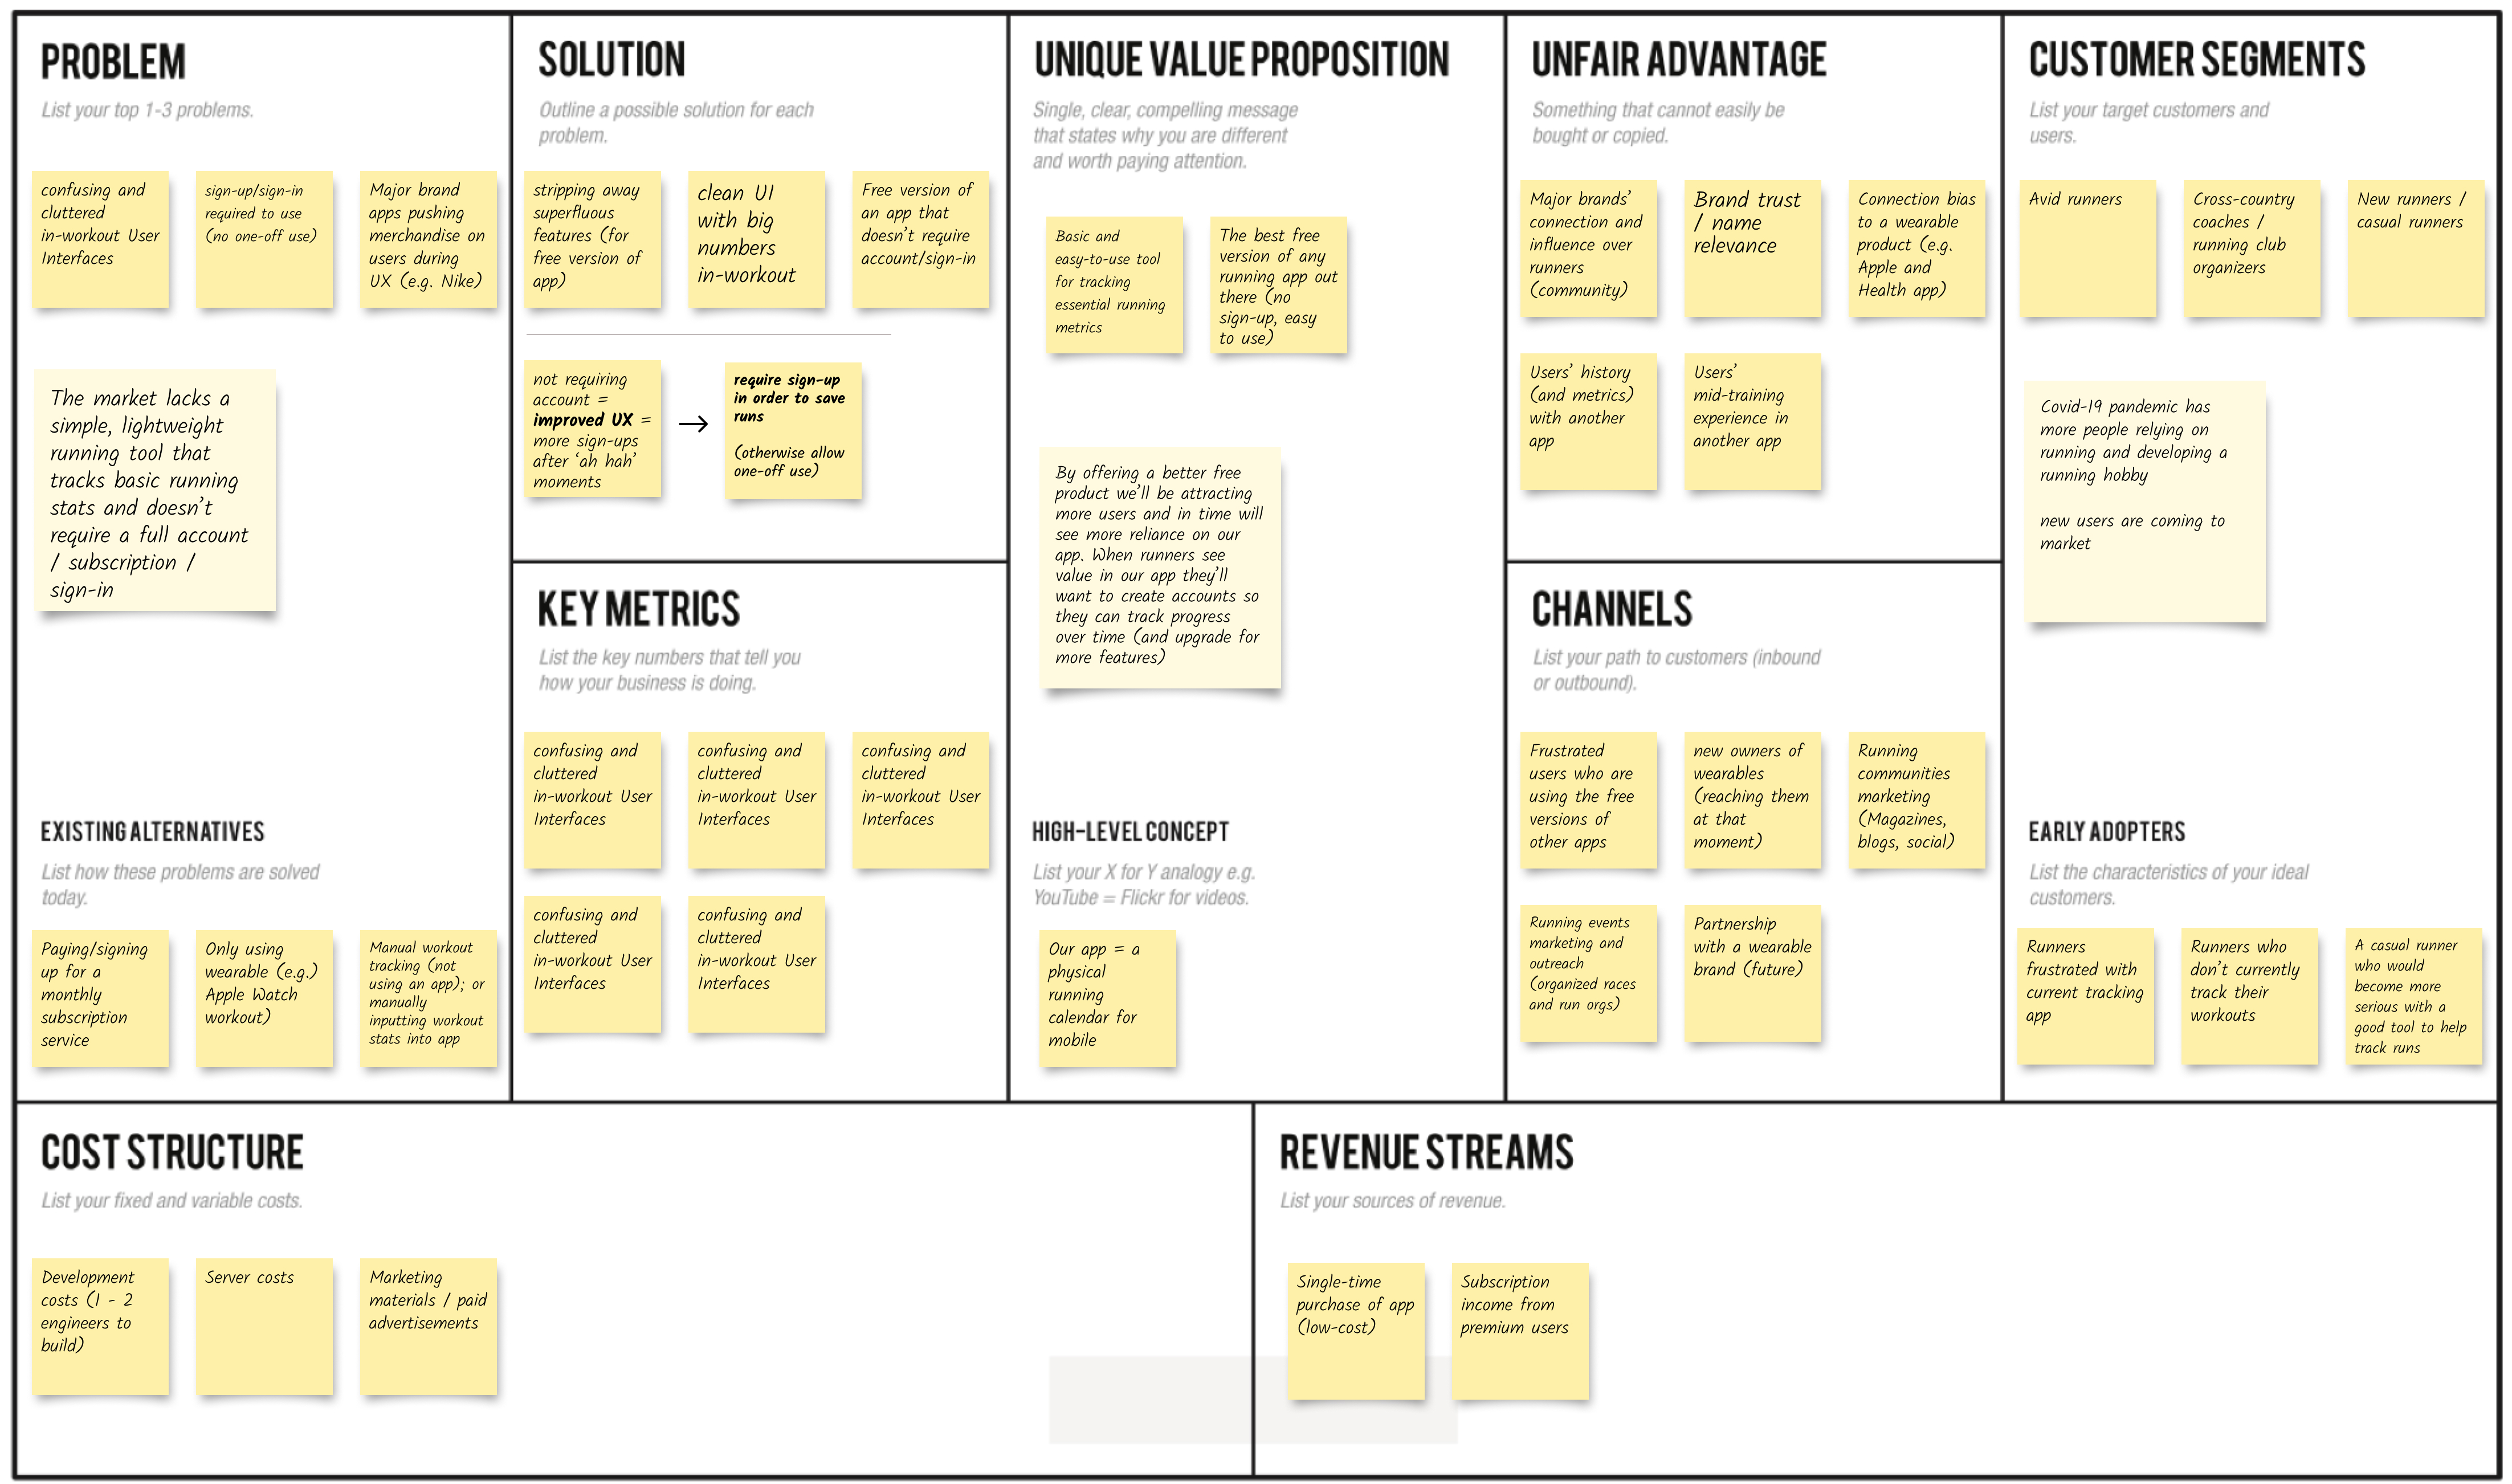 PROBLEM
List your top 1-3 problems.
confusing and
cluttered
in-workout User
Interfaces
sign-up/sign-in
required to use
(no one-off use)
Major brand
apps pushing
merchandise on
users during
UX (e.g. Nike)
The market lacks a
simple, lightweight
running tool that
tracks basic running
stats and doesn't
require a full account
/ subscription /
sign-in
EXISTING ALTERNATIVES
List how these problems are solved
today.
Paying/signing
up for a
monthly
subscription
service
Only using
wearable (e.g.)
Apple Watch
workout)
Manual workout
tracking (not
using an app); or
manually
inputting workout
stats into app
SOLUTION
Outline a possible solution for each
problem.
stripping away
superfluous
features (for
free version of
app)
clean UI
with big
numbers
in-workout
Free version of
an app that
doesn't require
account/sign-in
not requiring
account =
improved UX =
more sign-ups
after 'ah hah'
moments
→
require sign-up
in order to save
runs
(otherwise allow
one-off use)
KEY METRICS
List the key numbers that tell you
how your business is doing.
confusing and
cluttered
in-workout User
Interfaces
confusing and
cluttered
in-workout User
Interfaces
confusing and
cluttered
in-workout User
Interfaces
confusing and
cluttered
in-workout User
Interfaces
confusing and
cluttered
in-workout User
Interfaces
UNIQUE VALUE PROPOSITION
Single, clear, compelling message
that states why you are different
and worth paying attention.
Basic and
easy-to-use tool
for tracking
essential running
metrics
The best free
version of any
running app out
there (no
sign-up, easy
to use)
By offering a better free
product we'll be attracting
more users and in time will
see more reliance on our
app. When runners see
value in our app they'll
want to create accounts so
they can track progress
over time (and upgrade for
more features)
HIGH-LEVEL CONCEPT
List your X for Y analogy e.g.
YouTube = Flickr for videos.
Our app = a
physical
running
calendar for
mobile
UNFAIR ADVANTAGE
Something that cannot easily be
bought or copied.
Major brands'
connection and
influence over
runners
(community)
Brand trust
/ name
relevance
Connection bias
to a wearable
product (e.g.
Apple and
Health app)
Users' history
(and metrics)
with another
app
Users'
mid-training
experience in
another app
CHANNELS
List your path to customers (inbound
or outbound).
Frustrated
users who are
using the free
versions of
other apps
new owners of
wearables
(reaching them
at that
moment)
Running
communities
marketing
(Magazines,
blogs, social)
Running events
marketing and
outreach
(organized races
and run orgs)
Partnership
with a wearable
brand (future)
CUSTOMER SEGMENTS
List your target customers and
users.
Avid runners
Cross-country
coaches /
running club
organizers
New runners /
casual runners
Covid-19 pandemic has
more people relying on
running and developing a
running hobby
new users are coming to
market
EARLY ADOPTERS
List the characteristics of your ideal
customers.
Runners
frustrated with
current tracking
app
Runners who
don't currently
track their
workouts
A casual runner
who would
become more
serious with a
good tool to help
track runs
COST STRUCTURE
List your fixed and variable costs.
Development
costs (1 - 2
engineers to
build)
Server costs
Marketing
materials / paid
advertisements
REVENUE STREAMS
List your sources of revenue.
Single-time
purchase of app
(low-cost)
Subscription
income from
premium users